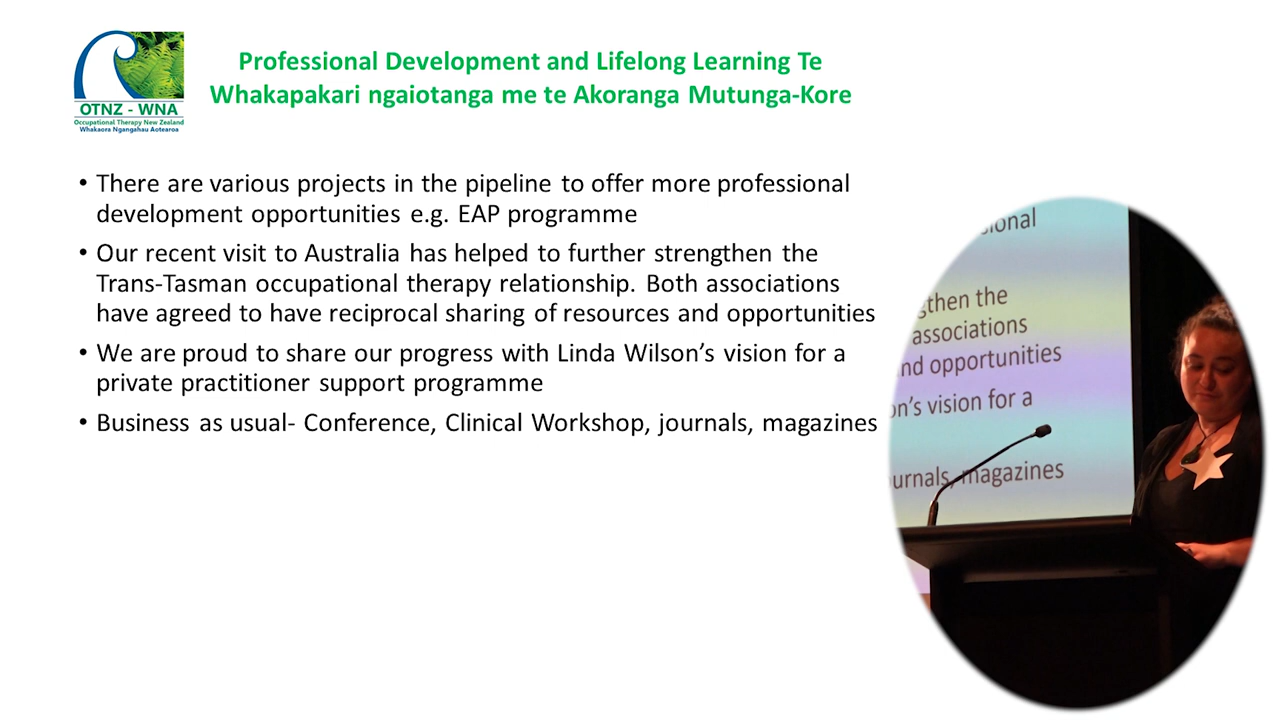 OTNZ - WNA
Occupational Therapy New Zealand
Whakaora Ngangahau Aotearoa
Professional Development and Lifelong Learning Te
Whakapakari ngaiotanga me te Akoranga Mutunga-Kore
• There are various projects in the pipeline to offer more professional
development opportunities e.g. EAP programme
• Our recent visit to Australia has helped to further strengthen the
Trans-Tasman occupational therapy relationship. Both associations
have agreed to have reciprocal sharing of resources and opportunities
• We are proud to share our progress with Linda Wilson’s vision for a
private practitioner support programme
• Business as usual- Conference, Clinical Workshop, journals, magazines
sional
gthen the
associations
nd opportunities
on’s vision for a
urnals, magazines